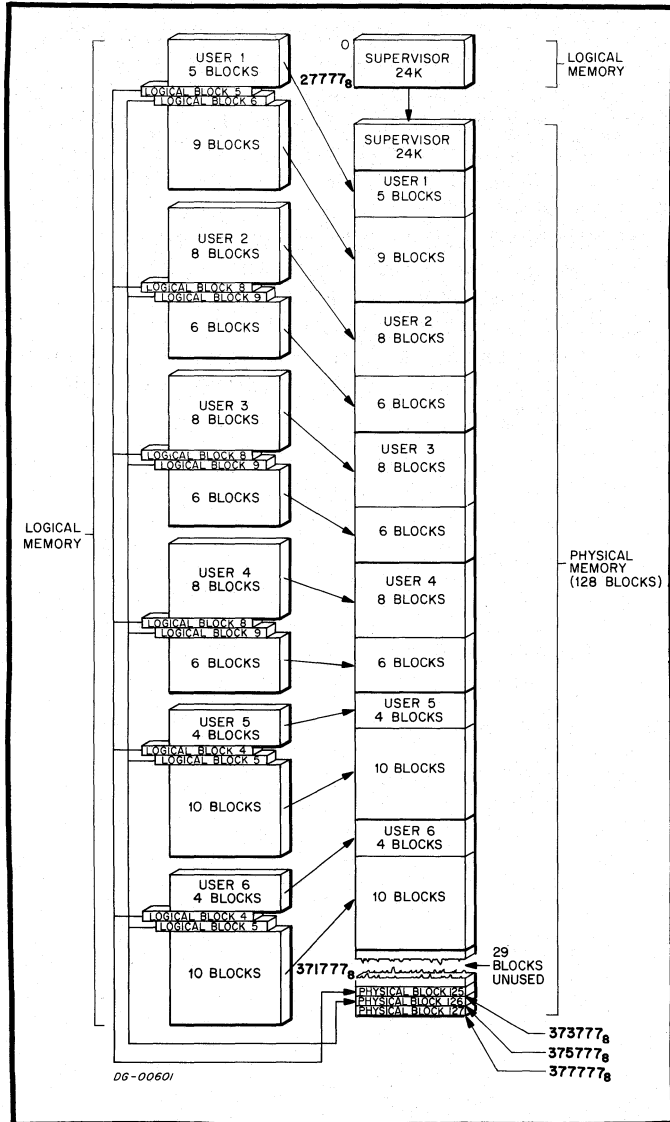 USER 1
5 BLOCKS
LOGICAL BLOCK 5
LOGICAL BLOCK 6
9 BLOCKS
USER 2
8 BLOCKS
LOGICAL BLOCK 8
LOGICAL BLOCK 9
6 BLOCKS
USER 3
8 BLOCKS
LOGICAL BLOCK 8
LOGICAL BLOCK 9
6 BLOCKS
LOGICAL
MEMORY
USER 4
8 BLOCKS
LOGICAL BLOCK 8
LOGICAL BLOCK 9
6 BLOCKS
USER 5
4 BLOCKS
LOGICAL BLOCK 4
LOGICAL BLOCK 5
10 BLOCKS
USER 6
4 BLOCKS
LOGICAL BLOCK 4
LOGICAL BLOCK 5
10 BLOCKS
DG-00601
0
SUPERVISOR
24K
27777₈
LOGICAL
MEMORY
SUPERVISOR
24K
USER 1
5 BLOCKS
9 BLOCKS
USER 2
8 BLOCKS
6 BLOCKS
USER 3
8 BLOCKS
6 BLOCKS
USER 4
8 BLOCKS
6 BLOCKS
USER 5
4 BLOCKS
10 BLOCKS
USER 6
4 BLOCKS
10 BLOCKS
371777₈
29
BLOCKS
UNUSED
PHYSICAL BLOCK 125
PHYSICAL BLOCK 126
PHYSICAL BLOCK 127
373777₈
375777₈
377777₈
PHYSICAL
MEMORY
(128 BLOCKS)